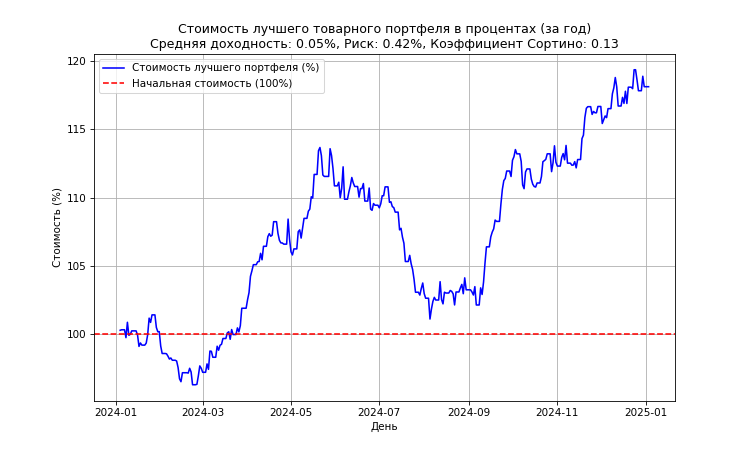 Стоимость лучшего товарного портфеля в процентах (за год)
Средняя доходность: 0.05%, Риск: 0.42%, Коэффициент Сортино: 0.13
Стоимость лучшего портфеля (%)
Начальная стоимость (100%)
Стоимость (%)
120
115
110
105
100
2024-01
2024-03
2024-05
2024-07
2024-09
2024-11
2025-01
День